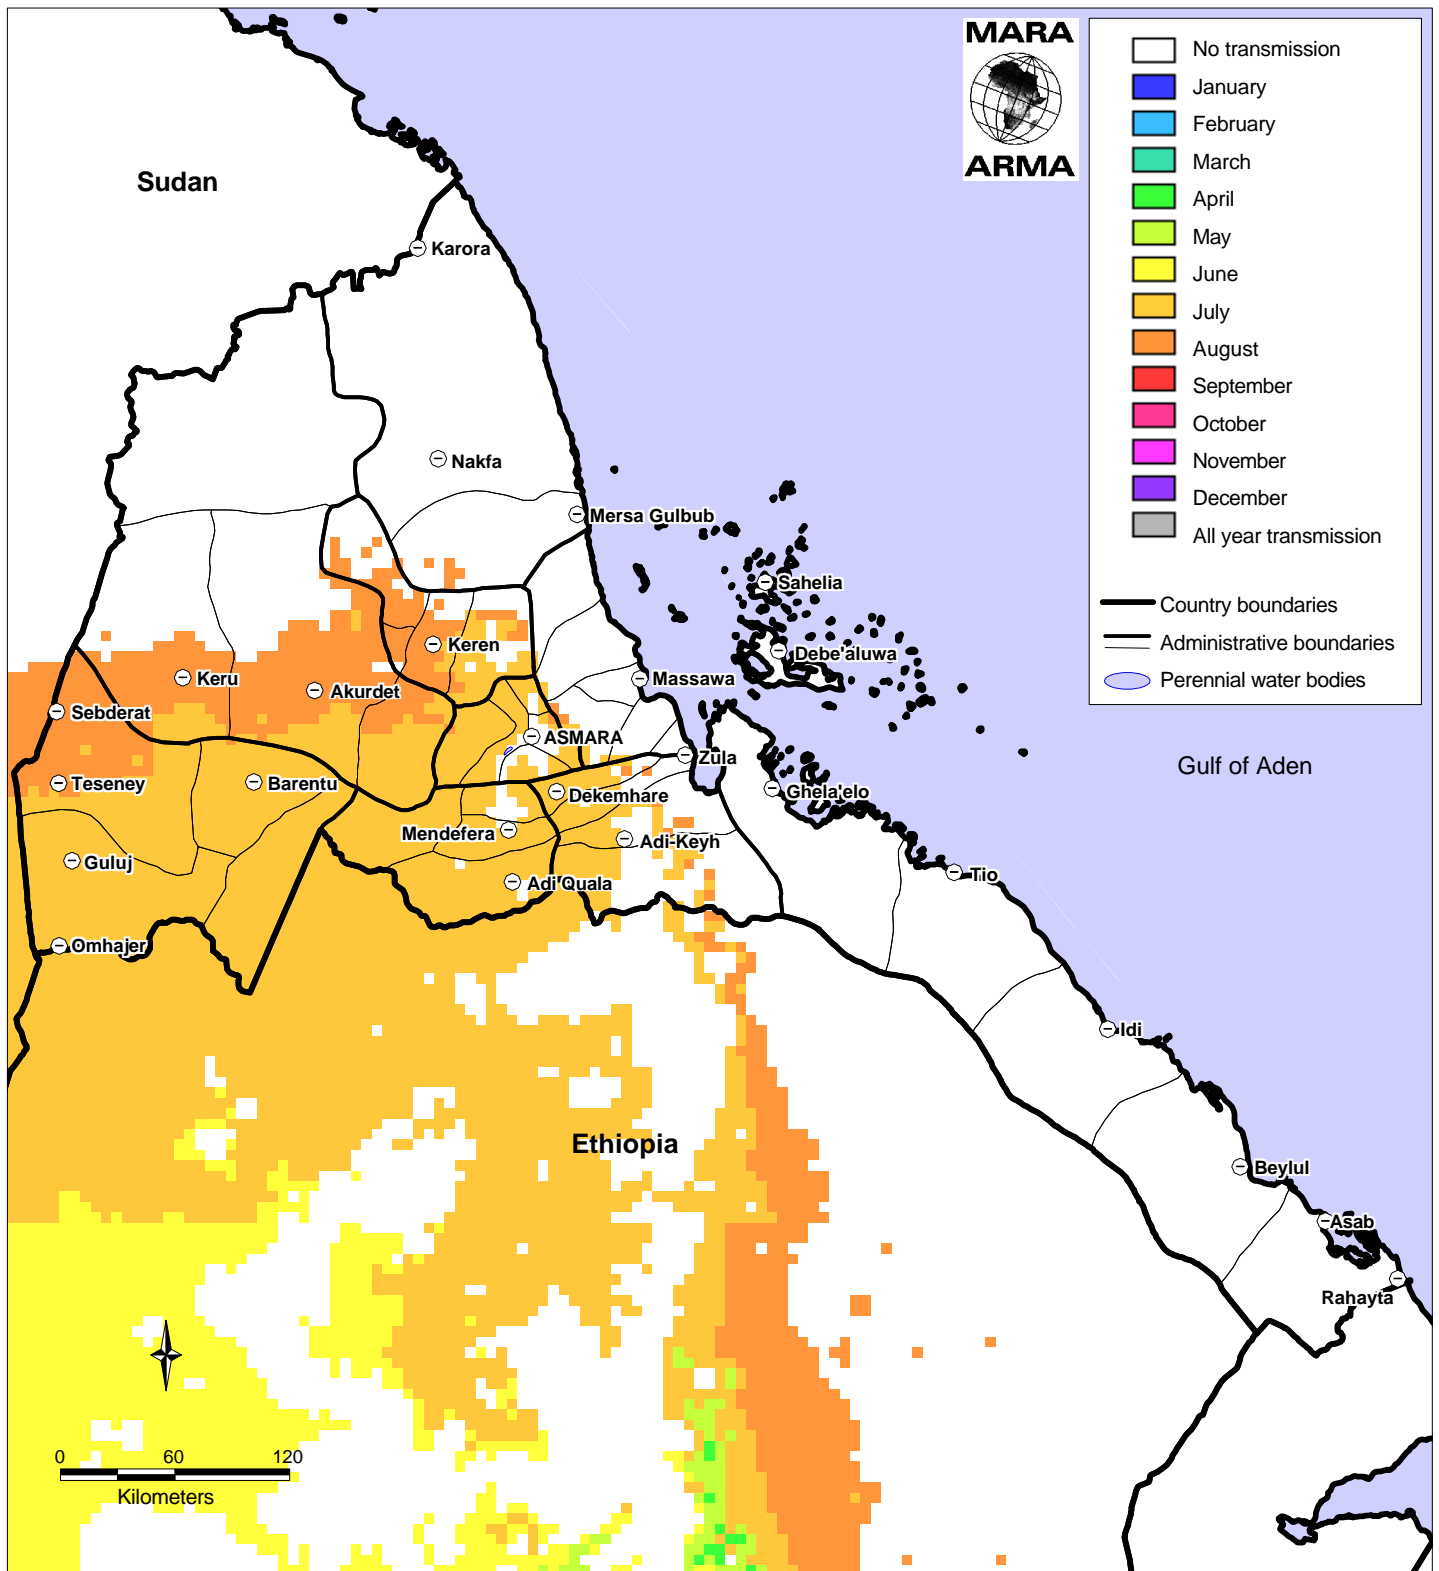 MARA
ARMA
No transmission
January
February
March
April
May
June
July
August
September
October
November
December
All year transmission
Country boundaries
Administrative boundaries
Perennial water bodies
Sudan
Karora
Nakfa
Mersa Gulbub
Sahelia
Keren
Debe'aluwa
Keru
Akurdet
Massawa
Sebderat
ASMARA
Zula
Gulf of Aden
Teseney
Barentu
Dekemhare
Ghela'elo
Mendefera
Adi-Keyh
Guluj
Adi'Quala
Tio
Omhajer
Idi
Ethiopia
Beylul
Asab
Rahayta
0 60 120
Kilometers